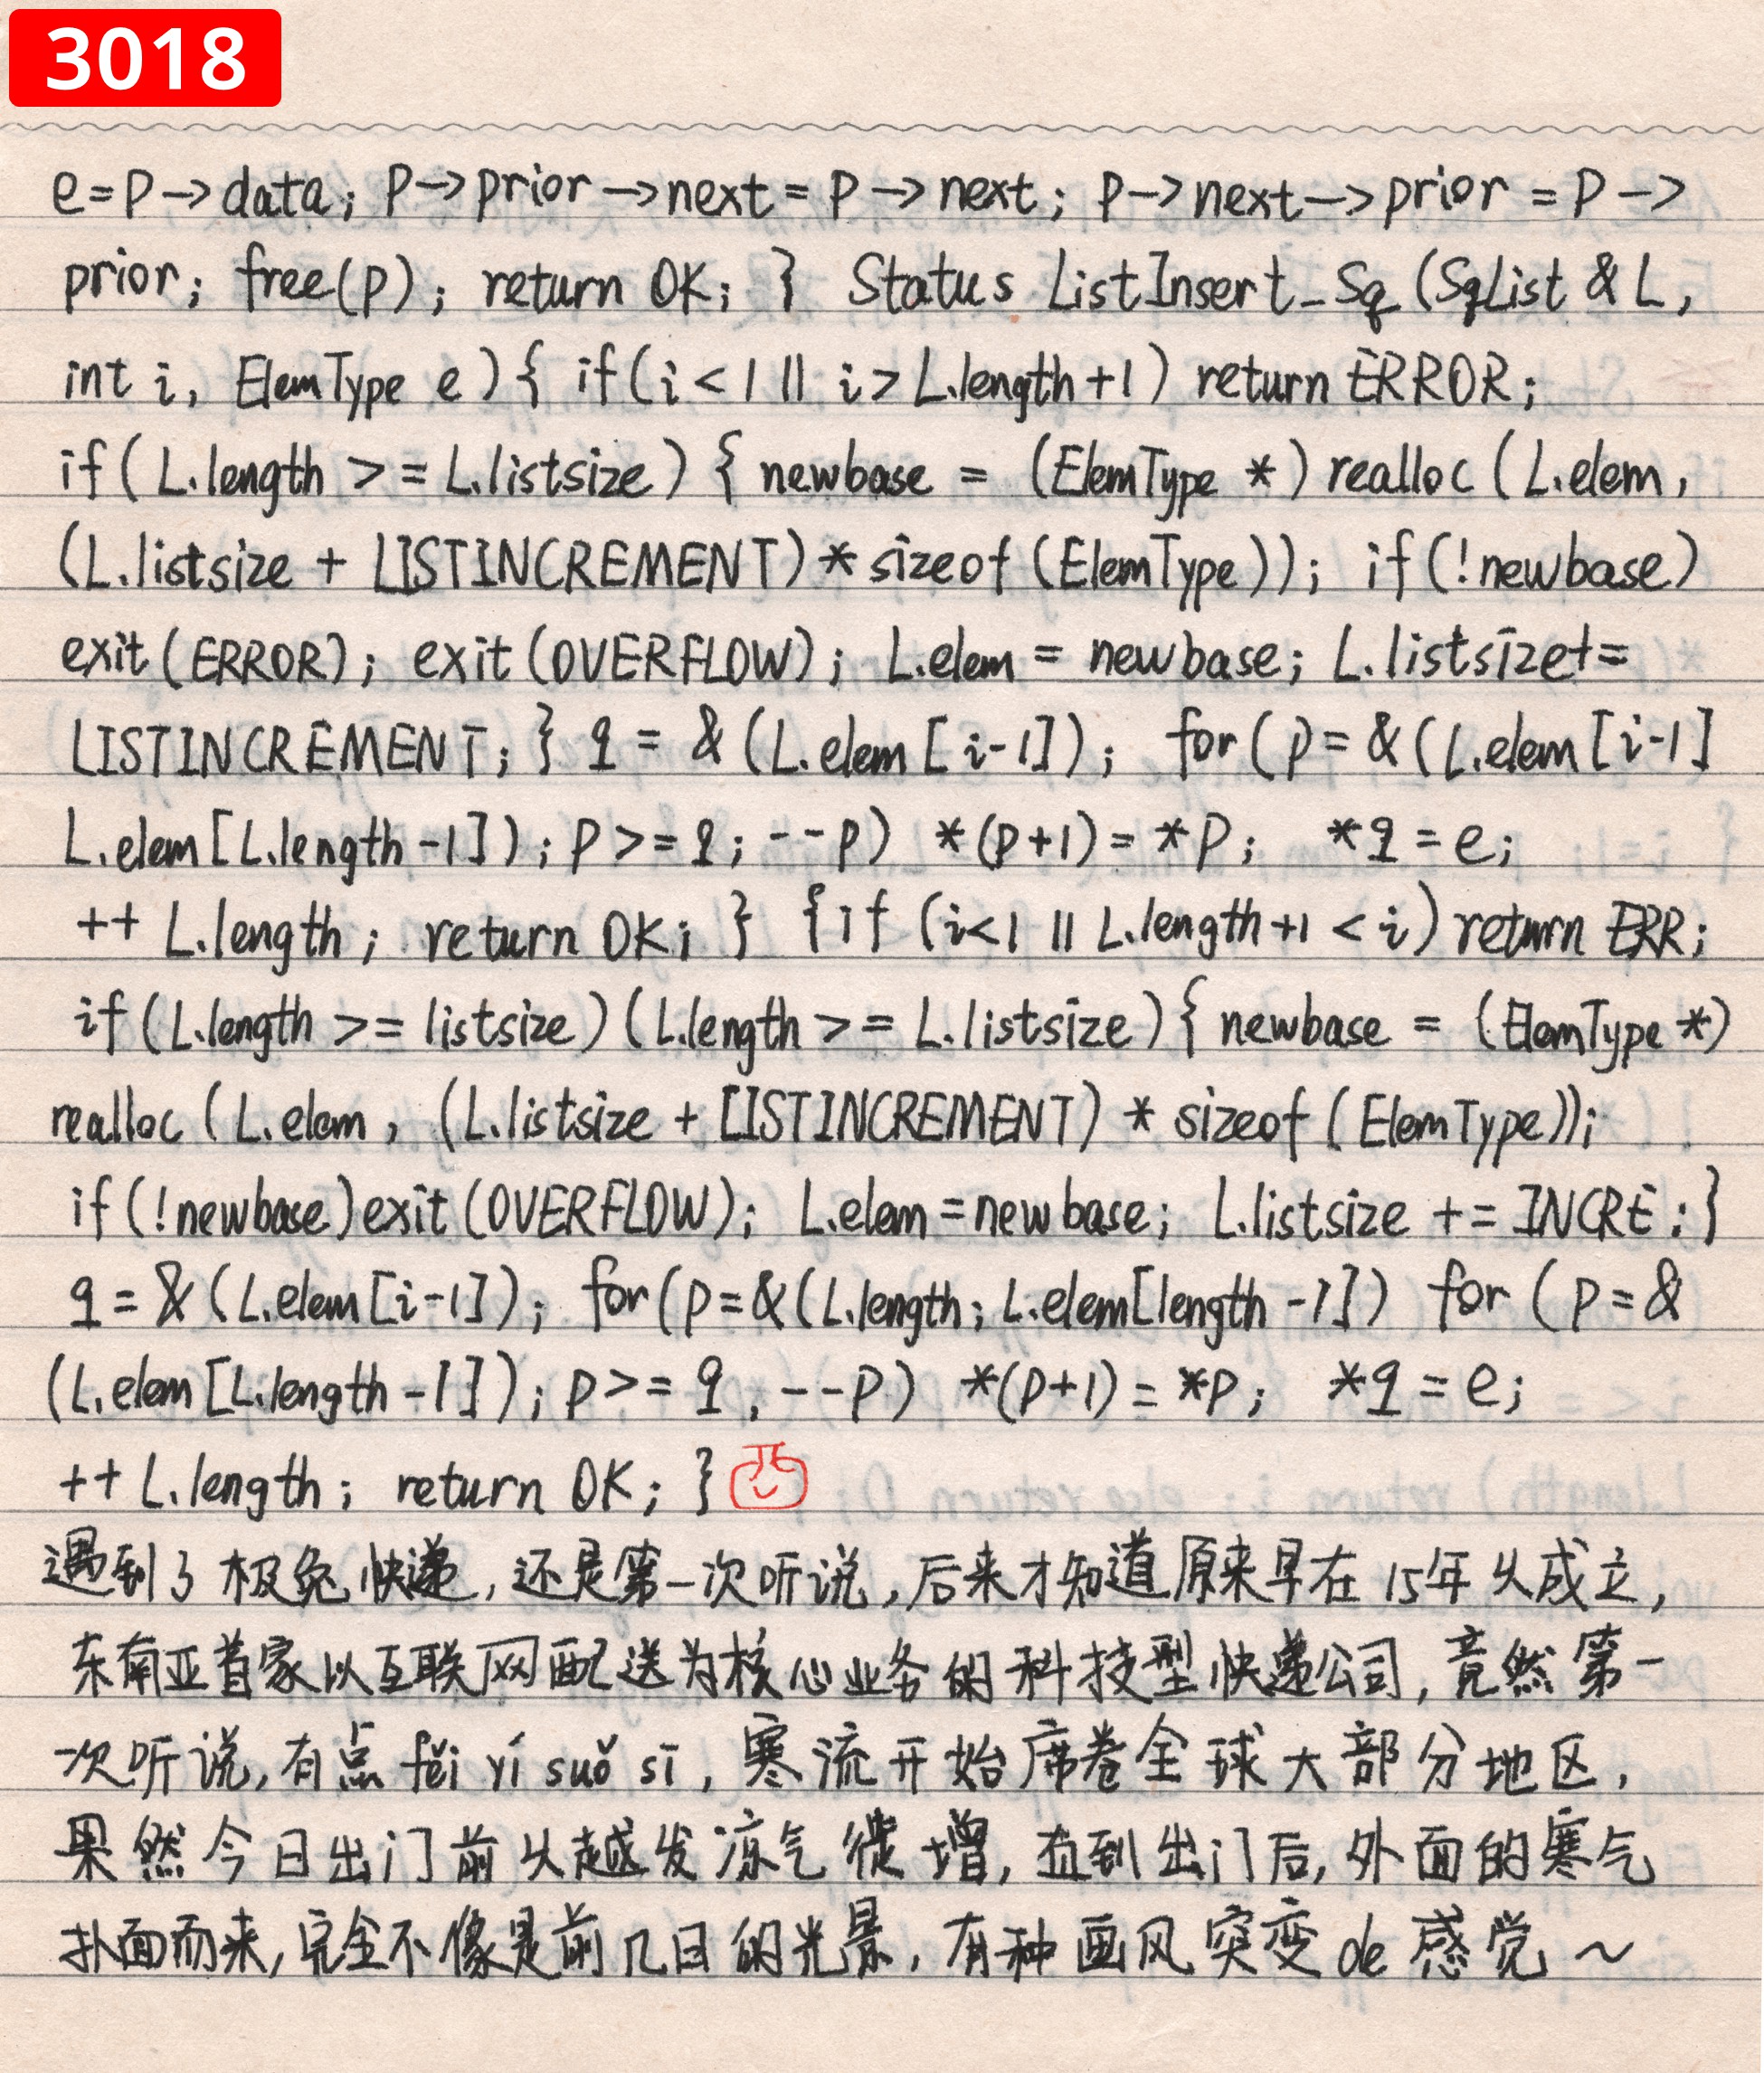 3018
e=P->data; P->prior->next=P->next; P->next->prior=P->
prior; free(p); return OK; } Status ListInsert_Sq(SqList &L,
int i, ElemType e){ if(i<1 || i>L.length+1) return ERROR;
if(L.length >= L.listsize) { newbase = (ElemType *) realloc(L.elem,
(L.listsize + LISTINCREMENT)*sizeof(ElemType)); if(!newbase)
exit(ERROR); exit(OVERFLOW); L.elem = newbase; L.listsize+=
LISTINCREMENT; } q = &(L.elem[i-1]); for(p=&(L.elem[i-1]
L.elem[L.length-1]); p>=q; --p) *(p+1)=*p; *q=e;
++L.length; return OK; } {if (i<1 || L.length+1 < i) return ERR;
if(L.length >= listsize)(L.length >= L.listsize){ newbase = (ElemType *)
realloc(L.elem, (L.listsize + LISTINCREMENT) * sizeof(ElemType));
if(!newbase)exit(OVERFLOW); L.elem=newbase; L.listsize += INCRE;}
q=&(L.elem[i-1]); for(p=&(L.length; L.elem[length-1]) for (p=&
(L.elem[L.length-1]); p>=q, --p) *(p+1)=*p; *q=e;
++L.length; return OK; }
遇到了极兔快递,还是第一次听说,后来才知道原来早在15年从成立,
东南亚首家以互联网配送为核心业务的科技型快递公司,竟然第一
次听说,有点fěi yí suǒ sī,寒流开始席卷全球大部分地区,
果然今日出门前从越发凉气徒增,直到出门后,外面的寒气
扑面而来,完全不像是前几日的光景,有种画风突变de感觉~